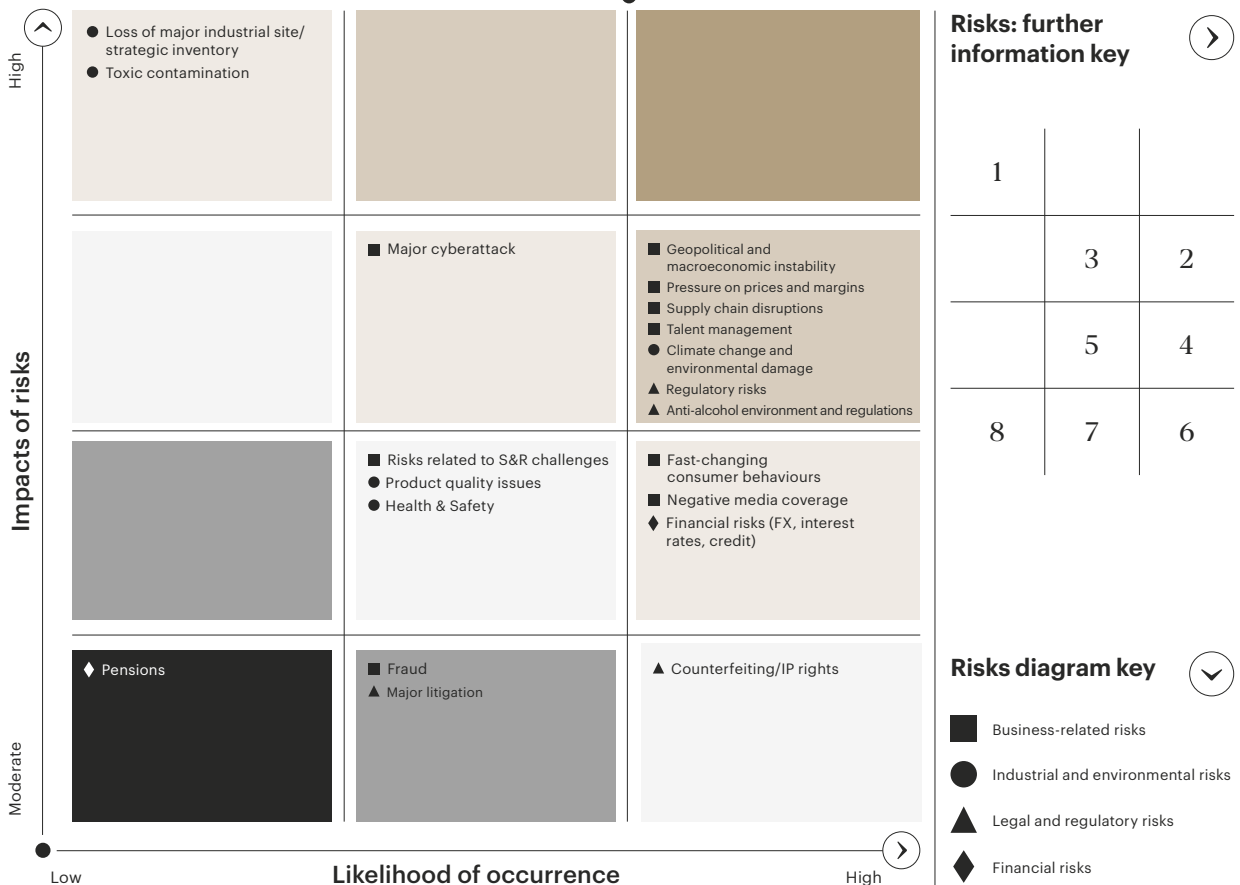 High
Impacts of risks
Moderate
Loss of major industrial site/
strategic inventory
Toxic contamination
Major cyberattack
Geopolitical and
macroeconomic instability
Pressure on prices and margins
Supply chain disruptions
Talent management
Climate change and
environmental damage
Regulatory risks
Anti-alcohol environment and regulations
Risks related to S&R challenges
Product quality issues
Health & Safety
Fast-changing
consumer behaviours
Negative media coverage
Financial risks (FX, interest
rates, credit)
Pensions
Fraud
Major litigation
Counterfeiting/IP rights
Low
Likelihood of occurrence
High
Risks: further
information key
1
3 2
5 4
8 7 6
Risks diagram key
Business-related risks
Industrial and environmental risks
Legal and regulatory risks
Financial risks